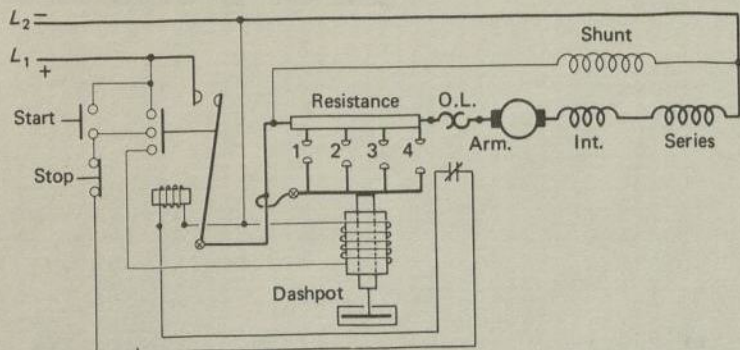 L₂ −
L₁ +
Shunt
Start
Resistance
O.L.
1 2 3 4
Arm.
Int.
Series
Stop
Dashpot